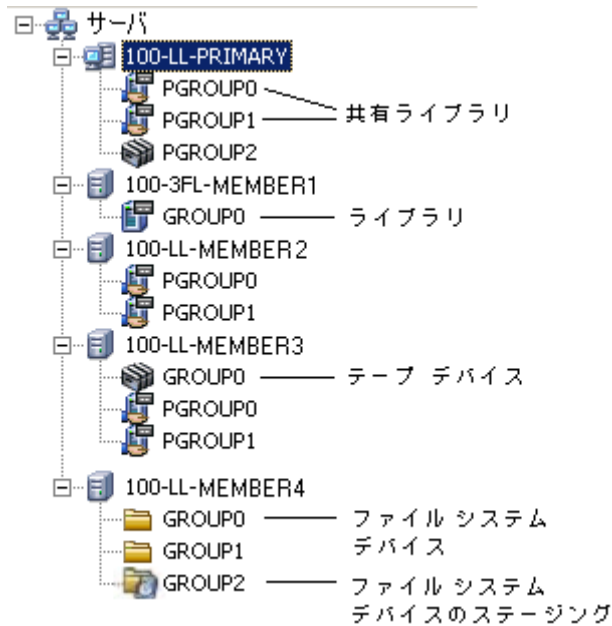 サーバ
100-LL-PRIMARY
PGROUP0
共有ライブラリ
PGROUP1
PGROUP2
100-3FL-MEMBER1
GROUP0 ライブラリ
100-LL-MEMBER2
PGROUP0
PGROUP1
100-LL-MEMBER3
GROUP0 テープ デバイス
PGROUP0
PGROUP1
100-LL-MEMBER4
GROUP0 ファイル システム
GROUP1 デバイス
GROUP2 ファイル システム
デバイスのステージング